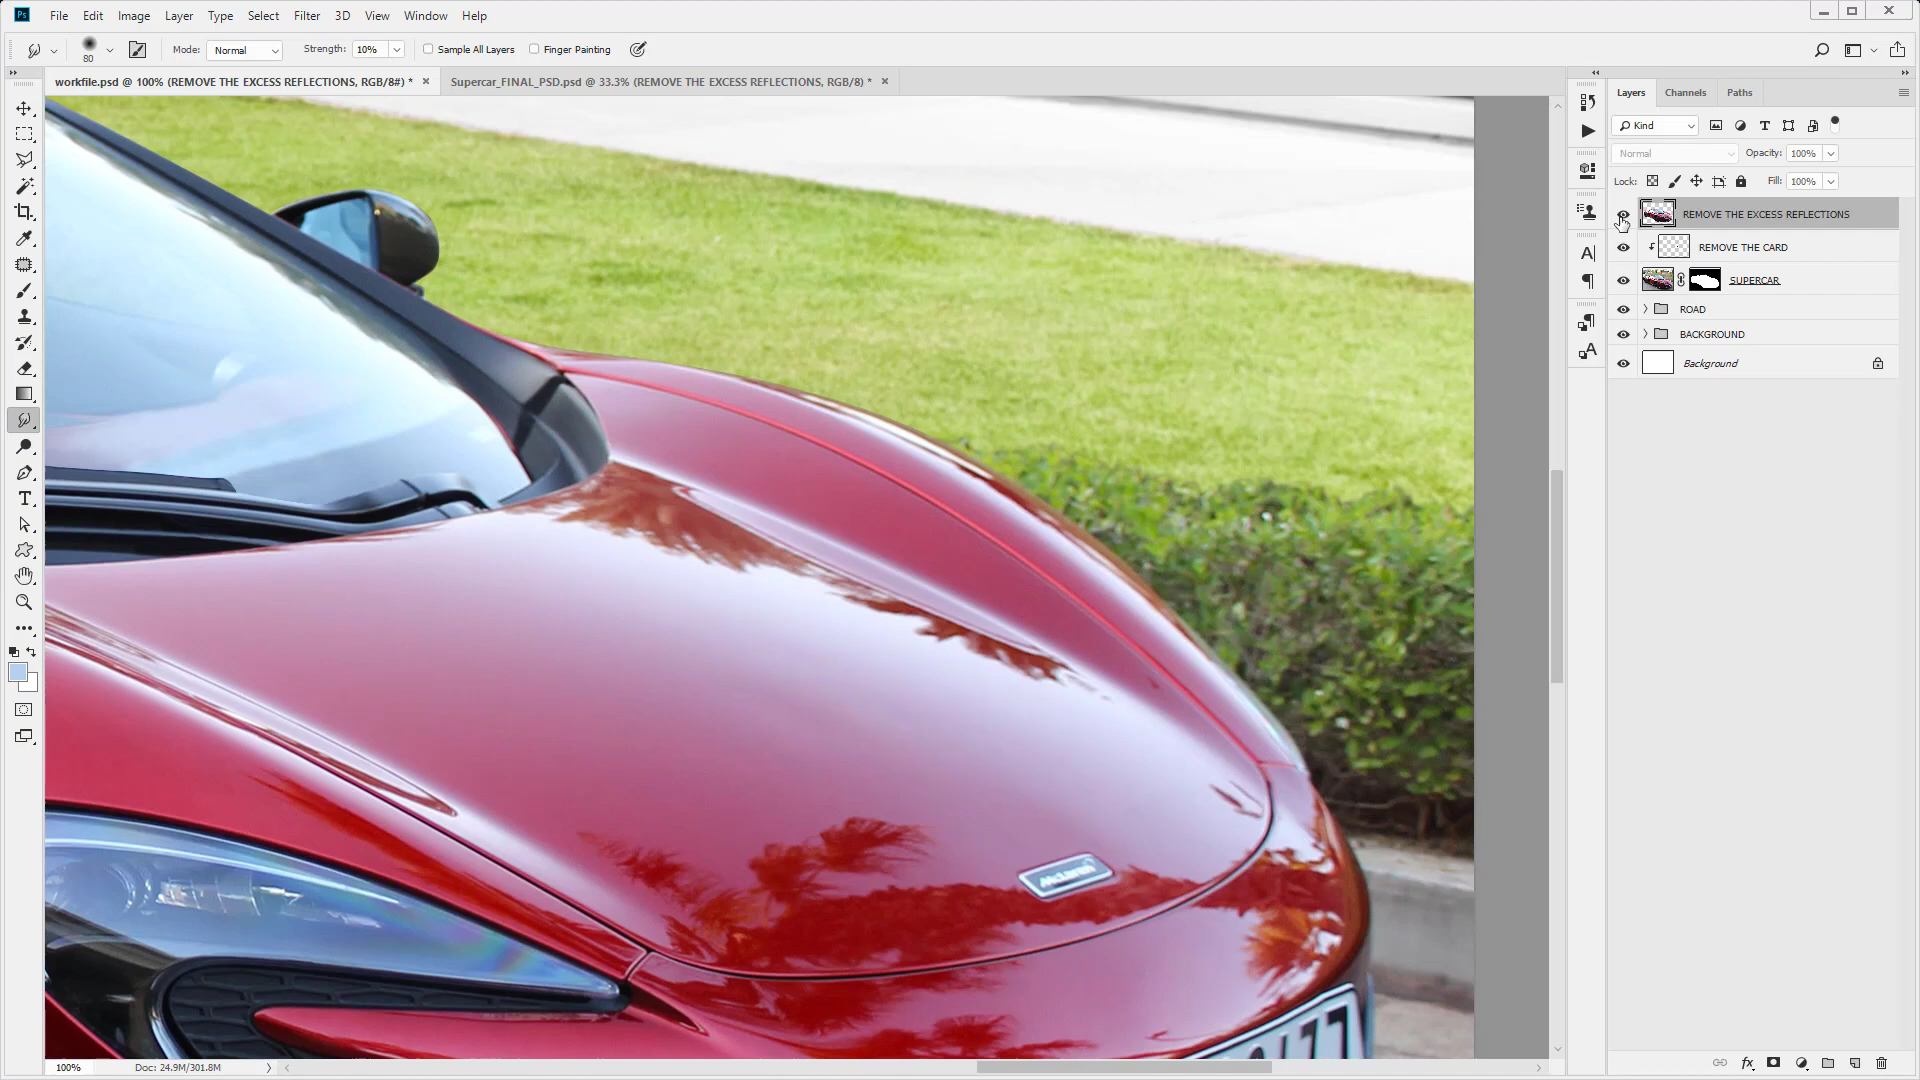 Ps File Edit Image Layer Type Select Filter 3D View Window Help
80 Mode: Normal Strength: 10% Sample All Layers Finger Painting
workfile.psd @ 100% (REMOVE THE EXCESS REFLECTIONS, RGB/8#) * Supercar_FINAL_PSD.psd @ 33.3% (REMOVE THE EXCESS REFLECTIONS, RGB/8) *
Layers Channels Paths
Kind
Normal Opacity: 100%
Lock: Fill: 100%
REMOVE THE EXCESS REFLECTIONS
REMOVE THE CARD
SUPERCAR
ROAD
BACKGROUND
Background
McLaren
100% Doc: 24.9M/301.8M